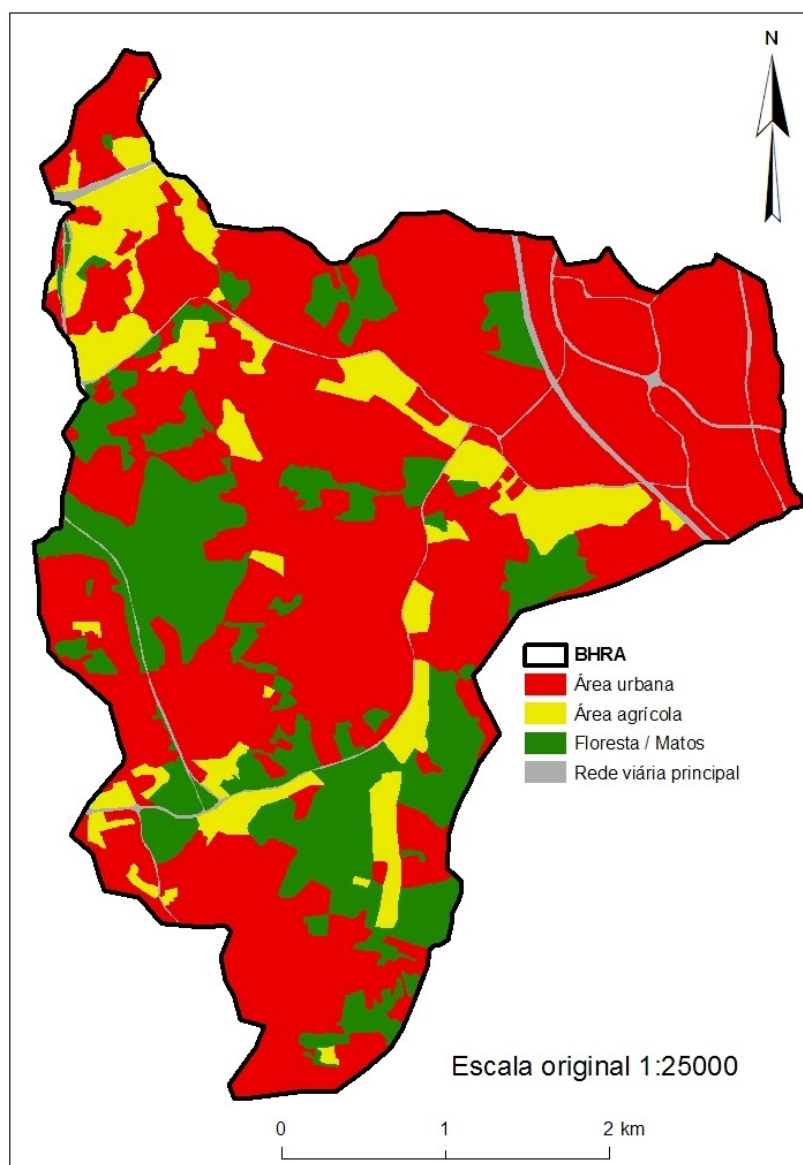 N
BHRA
Área urbana
Área agrícola
Floresta / Matos
Rede viária principal
Escala original 1:25000
0 1 2 km